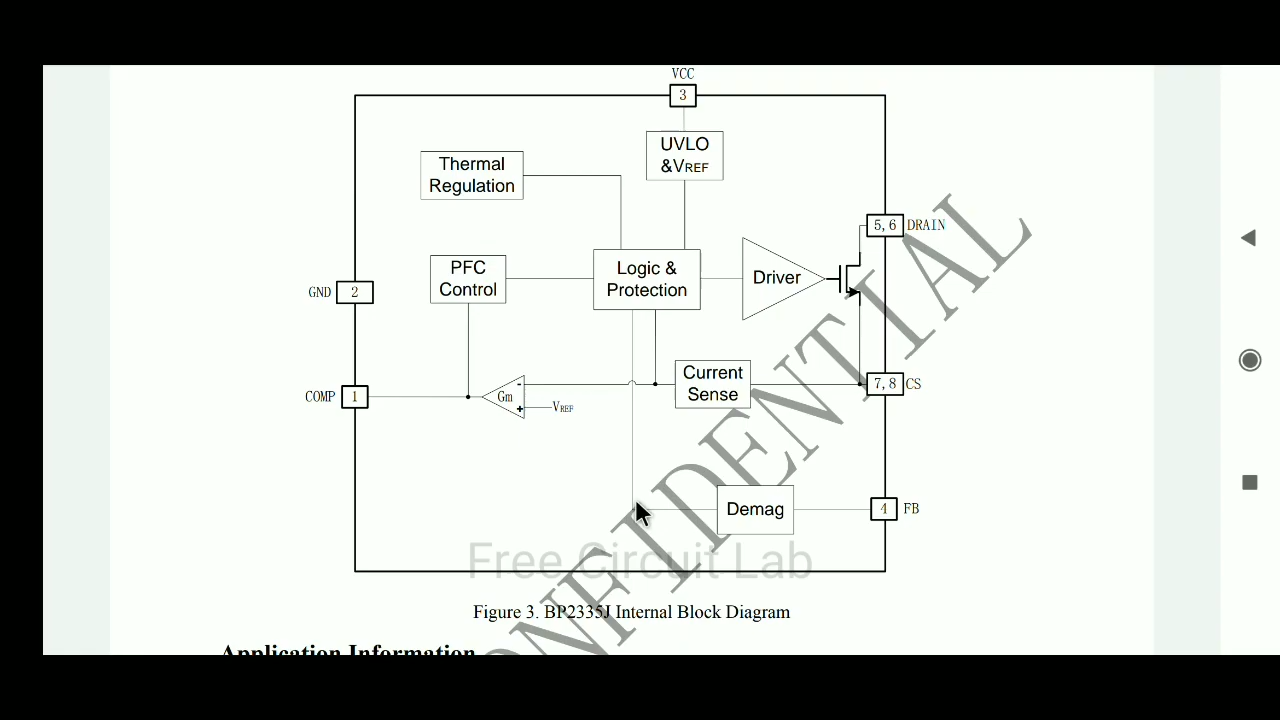 VCC
3
UVLO
&VREF
Thermal
Regulation
5,6 DRAIN
PFC
Control
Logic &
Protection
Driver
GND 2
Current
Sense
7,8 CS
COMP 1
Gm
-
+
VREF
Demag
4 FB
CONFIDENTIAL
Free Circuit Lab
Figure 3. BP2335J Internal Block Diagram
Application Information